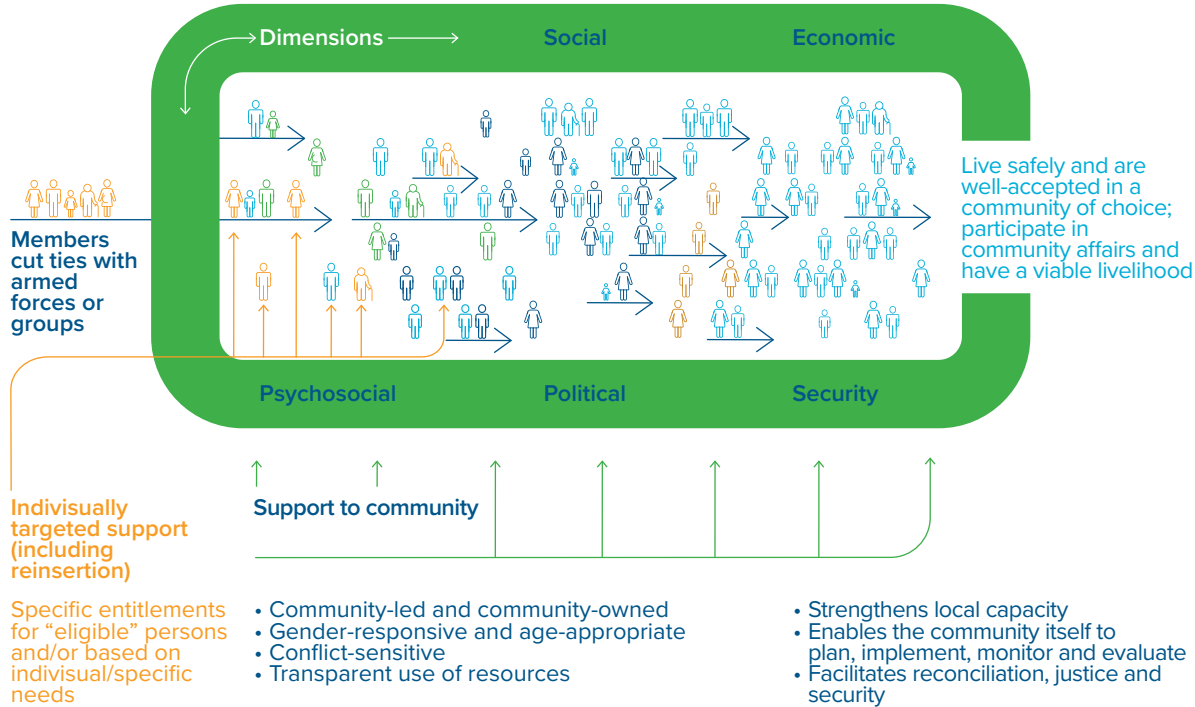 Dimensions
Social
Economic
Members
cut ties with
armed
forces or
groups
Live safely and are
well-accepted in a
community of choice;
participate in
community affairs and
have a viable livelihood
Psychosocial
Political
Security
Indivisually
targeted support
(including
reinsertion)
Specific entitlements
for “eligible” persons
and/or based on
indivisual/specific
needs
Support to community
• Community-led and community-owned
• Gender-responsive and age-appropriate
• Conflict-sensitive
• Transparent use of resources
• Strengthens local capacity
• Enables the community itself to
plan, implement, monitor and evaluate
• Facilitates reconciliation, justice and
security